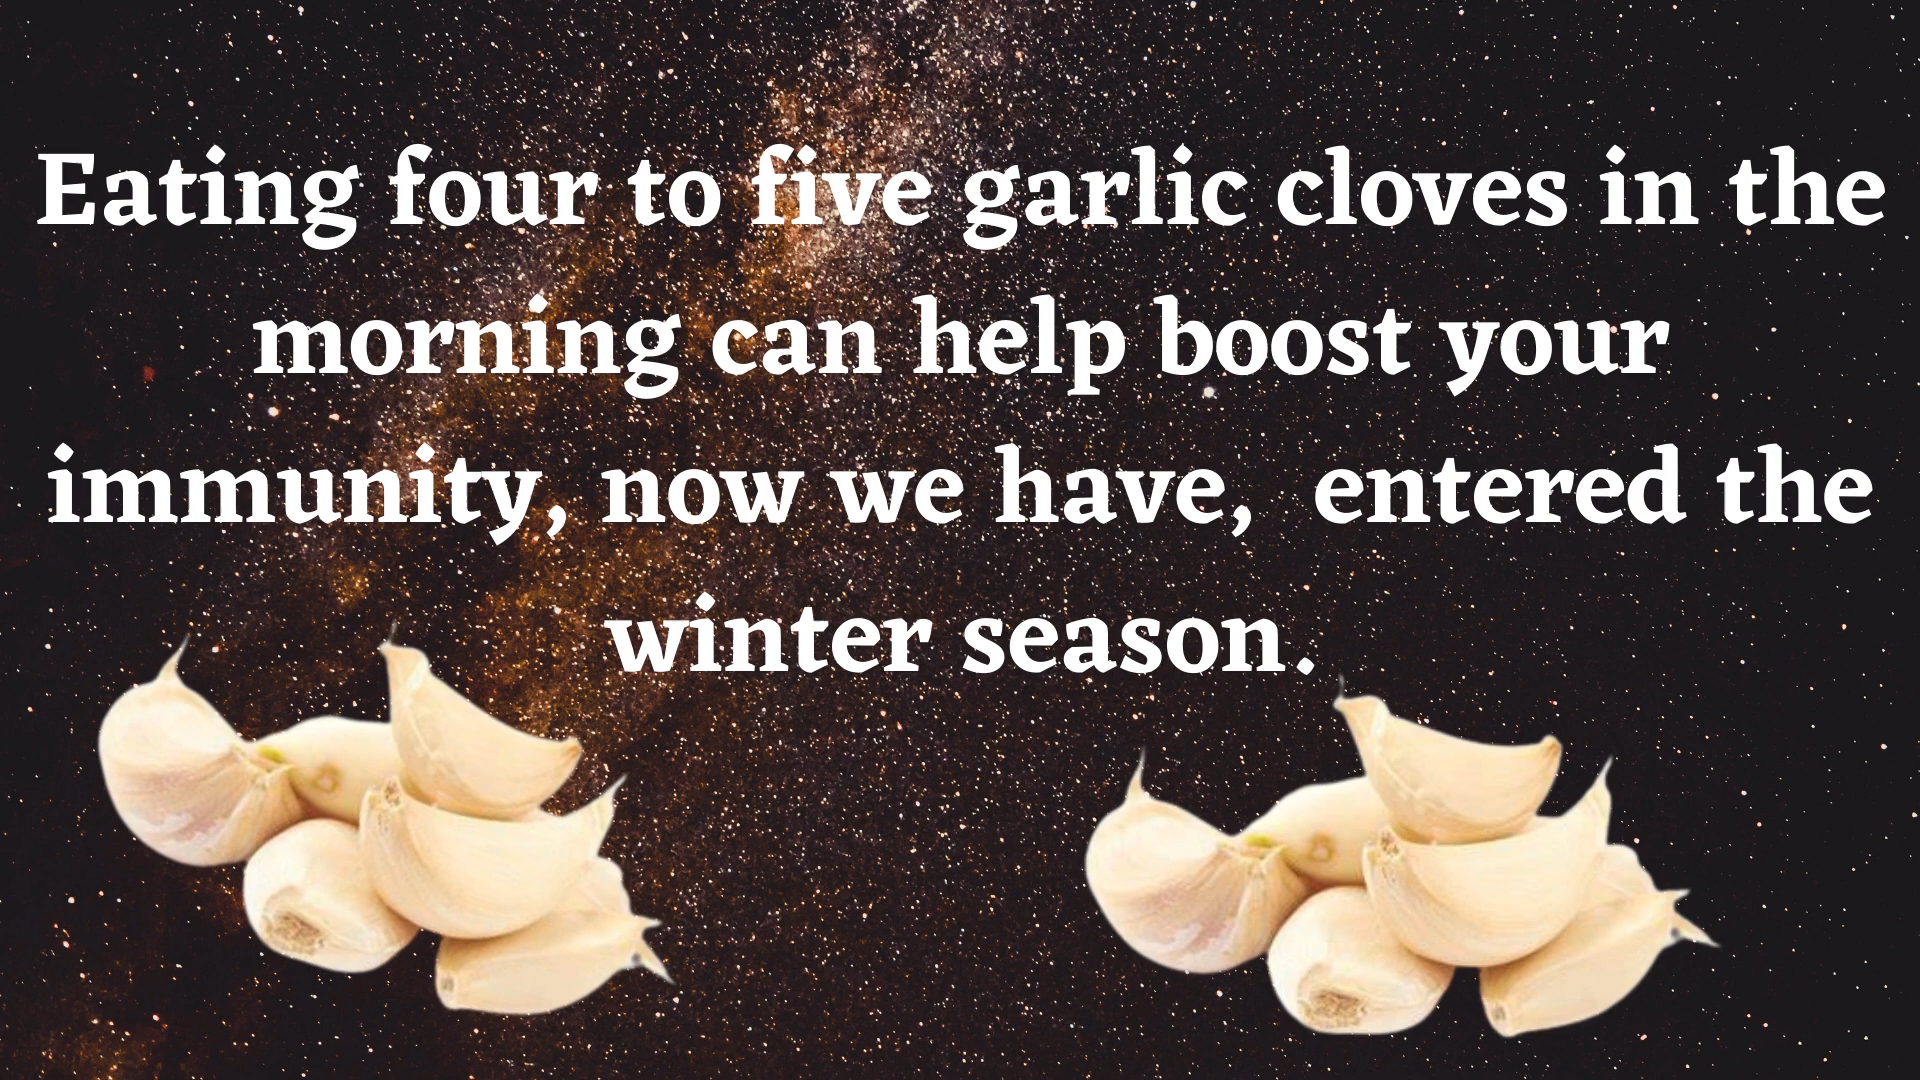 Eating four to five garlic cloves in the
morning can help boost your
immunity, now we have,  entered the
winter season.